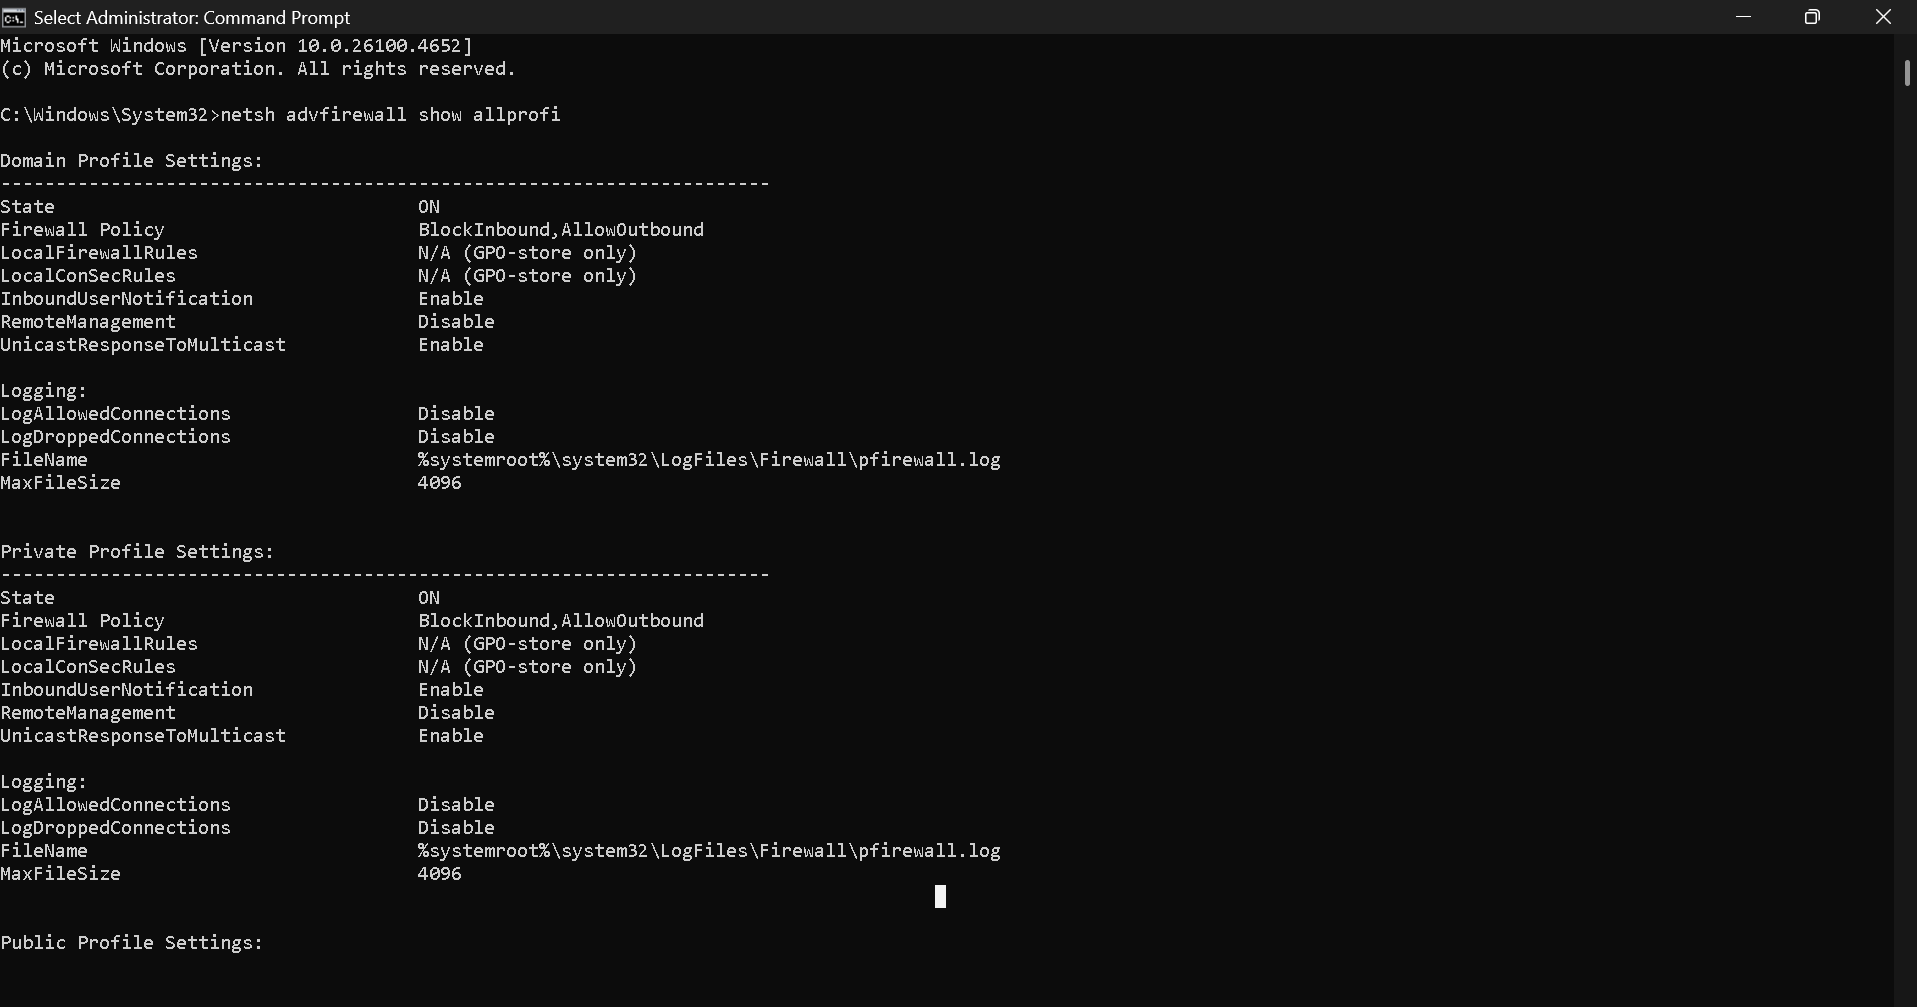 Select Administrator: Command Prompt
Microsoft Windows [Version 10.0.26100.4652]
(c) Microsoft Corporation. All rights reserved.
C:\Windows\System32>netsh advfirewall show allprofi
Domain Profile Settings:
----------------------------------------------------------------------
State                                 ON
Firewall Policy                       BlockInbound,AllowOutbound
LocalFirewallRules                    N/A (GPO-store only)
LocalConSecRules                      N/A (GPO-store only)
InboundUserNotification               Enable
RemoteManagement                      Disable
UnicastResponseToMulticast            Enable
Logging:
LogAllowedConnections                 Disable
LogDroppedConnections                 Disable
FileName                              %systemroot%\system32\LogFiles\Firewall\pfirewall.log
MaxFileSize                           4096
Private Profile Settings:
----------------------------------------------------------------------
State                                 ON
Firewall Policy                       BlockInbound,AllowOutbound
LocalFirewallRules                    N/A (GPO-store only)
LocalConSecRules                      N/A (GPO-store only)
InboundUserNotification               Enable
RemoteManagement                      Disable
UnicastResponseToMulticast            Enable
Logging:
LogAllowedConnections                 Disable
LogDroppedConnections                 Disable
FileName                              %systemroot%\system32\LogFiles\Firewall\pfirewall.log
MaxFileSize                           4096
Public Profile Settings: